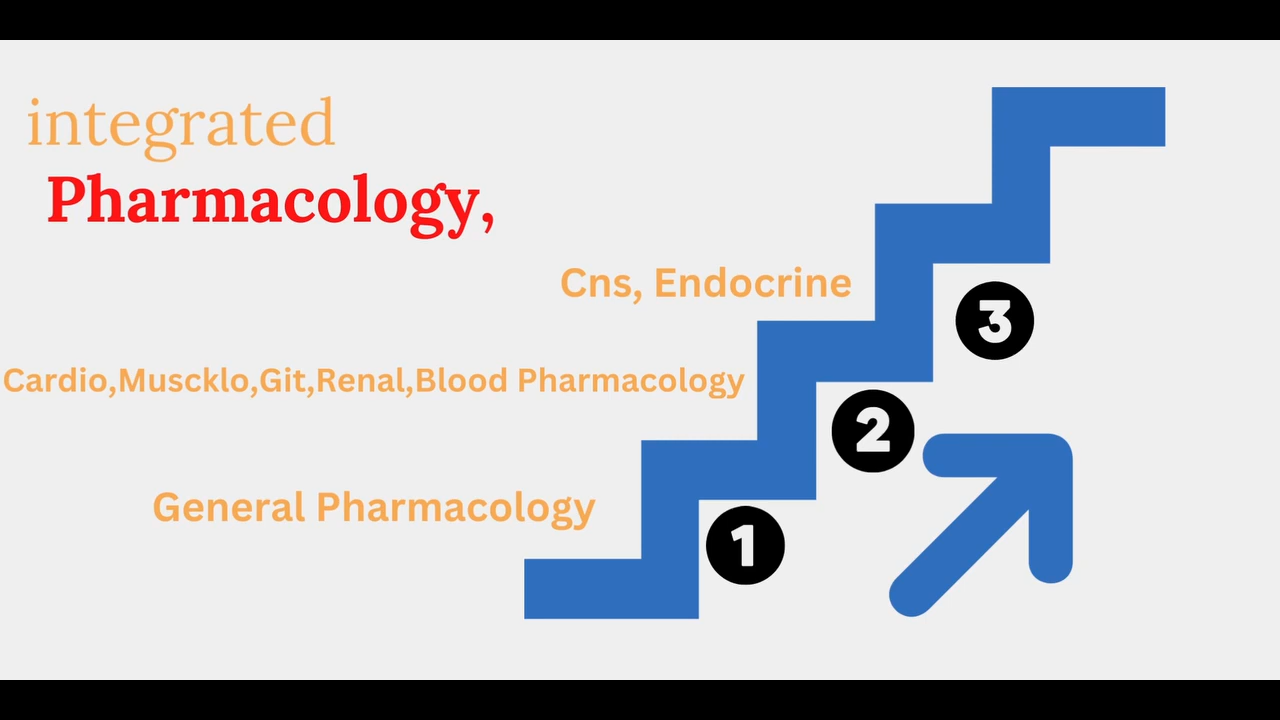 integrated
Pharmacology,
Cns, Endocrine
3
Cardio,Muscklo,Git,Renal,Blood Pharmacology
2
General Pharmacology
1